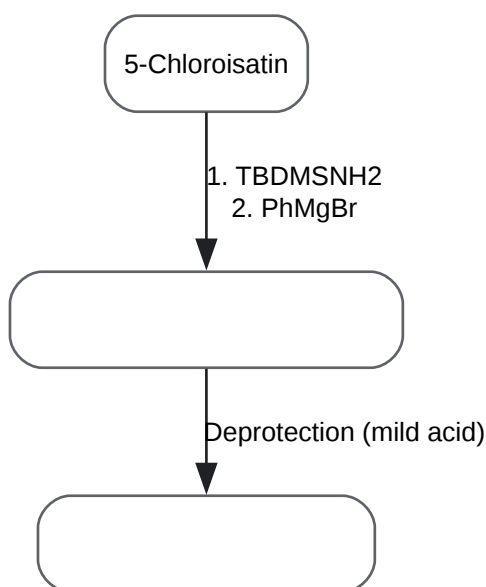 5-Chloroisatin
1. TBDMSNH2
2. PhMgBr
Deprotection (mild acid)